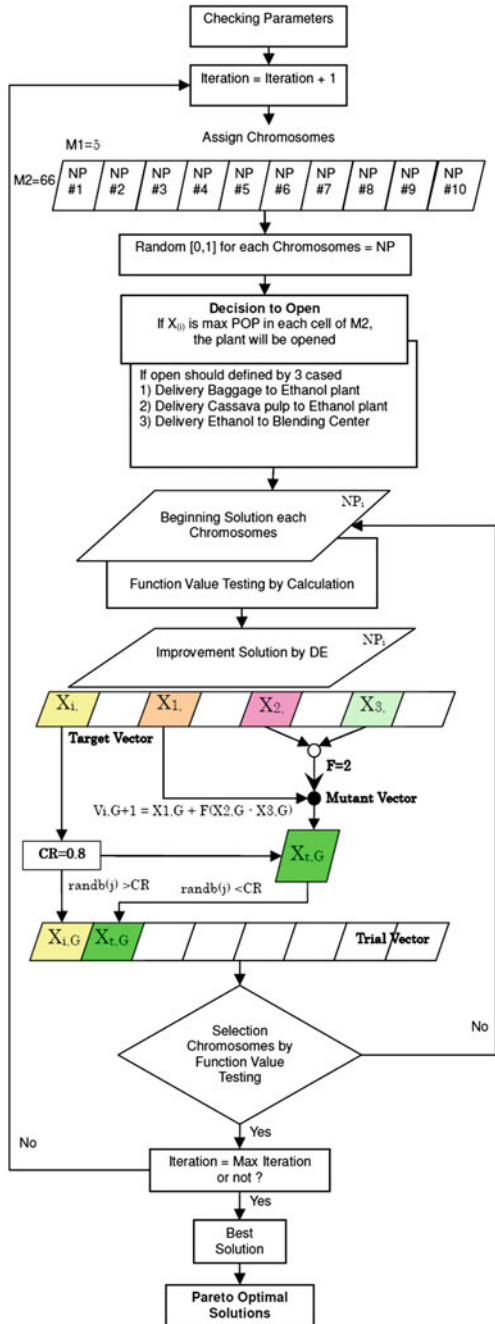 Checking Parameters
Iteration = Iteration + 1
Assign Chromosomes
M1=5
M2=66
NP #1
NP #2
NP #3
NP #4
NP #5
NP #6
NP #7
NP #8
NP #9
NP #10
Random [0,1] for each Chromosomes = NP
Decision to Open
If X(i) is max POP in each cell of M2,
the plant will be opened
If open should defined by 3 cased
1) Delivery Baggage to Ethanol plant
2) Delivery Cassava pulp to Ethanol plant
3) Delivery Ethanol to Blending Center
NPi
Beginning Solution each
Chromosomes
Function Value Testing by Calculation
NPi
Improvement Solution by DE
Xi, X1, X2, X3,
Target Vector
F=2
Mutant Vector
Vi,G+1 = X1,G + F(X2,G - X3,G)
CR=0.8
Xt,G
randb(j) >CR
randb(j) <CR
Xi,G Xt,G
Trial Vector
Selection
Chromosomes by
Function Value
Testing
No
Yes
No
Iteration = Max Iteration
or not ?
Yes
Best
Solution
Pareto Optimal
Solutions